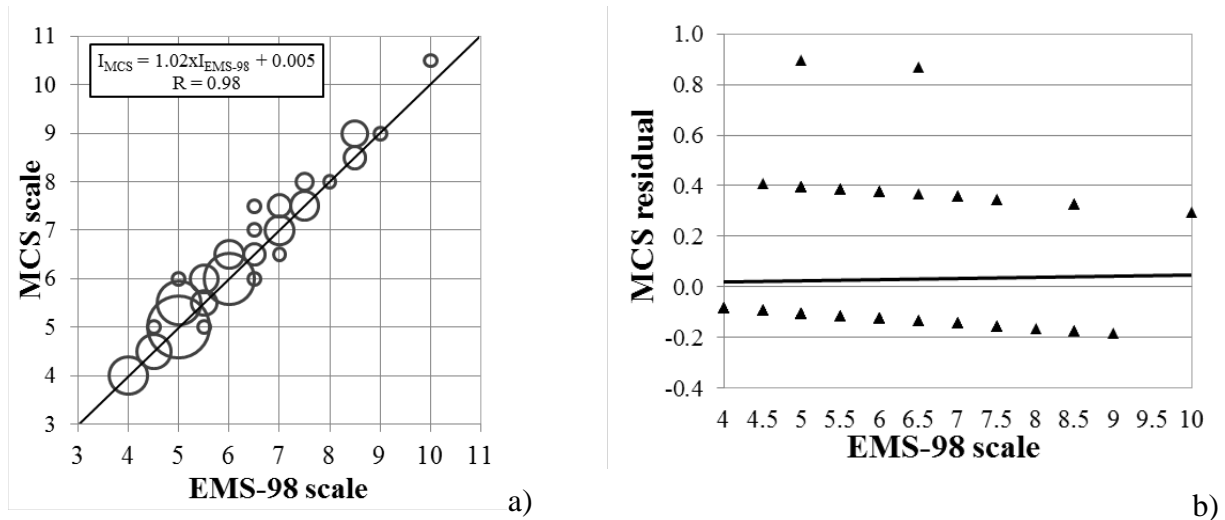 11
10
9
8
7
6
5
4
3
MCS scale
I_MCS = 1.02xI_EMS-98 + 0.005
R = 0.98
3 4 5 6 7 8 9 10 11
EMS-98 scale
a)
1.0
0.8
0.6
0.4
0.2
0.0
-0.2
-0.4
MCS residual
4 4.5 5 5.5 6 6.5 7 7.5 8 8.5 9 9.5 10
EMS-98 scale
b)